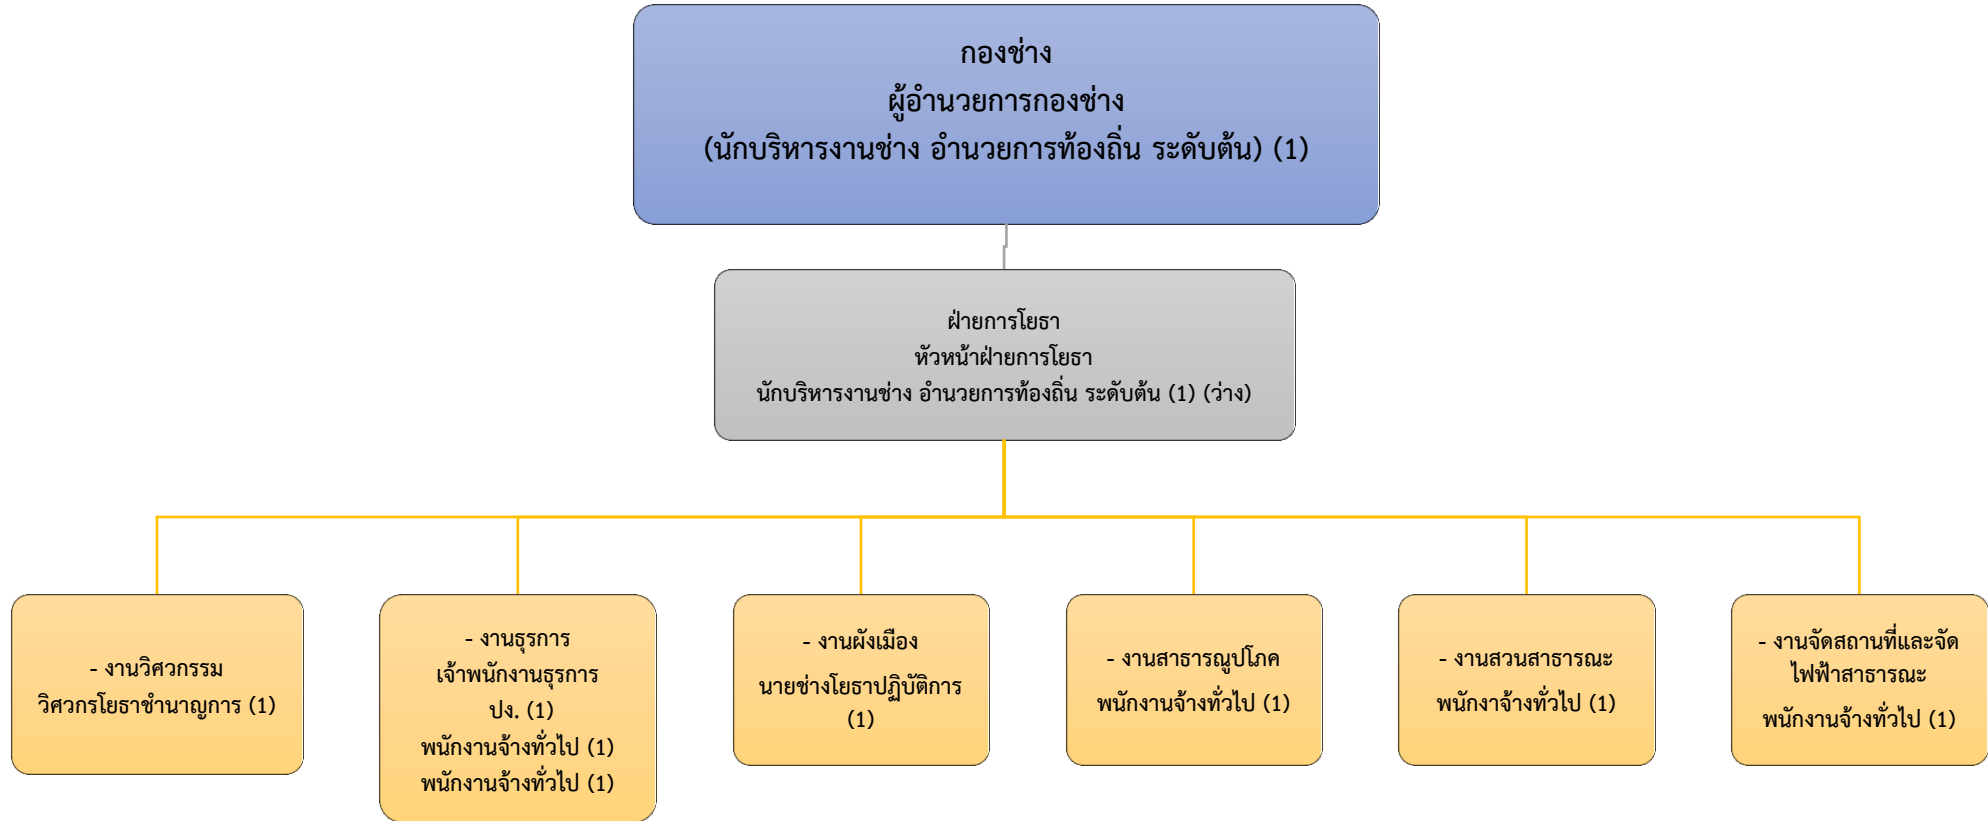 กองช่าง
ผู้อำนวยการกองช่าง
(นักบริหารงานช่าง อำนวยการท้องถิ่น ระดับต้น) (1)
ฝ่ายการโยธา
หัวหน้าฝ่ายการโยธา
นักบริหารงานช่าง อำนวยการท้องถิ่น ระดับต้น (1) (ว่าง)
- งานวิศวกรรม
วิศวกรโยธาชำนาญการ (1)
- งานธุรการ
เจ้าพนักงานธุรการ
ปง. (1)
พนักงานจ้างทั่วไป (1)
พนักงานจ้างทั่วไป (1)
- งานผังเมือง
นายช่างโยธาปฏิบัติการ
(1)
- งานสาธารณูปโภค
พนักงานจ้างทั่วไป (1)
- งานสวนสาธารณะ
พนักงาจ้างทั่วไป (1)
- งานจัดสถานที่และจัด
ไฟฟ้าสาธารณะ
พนักงานจ้างทั่วไป (1)